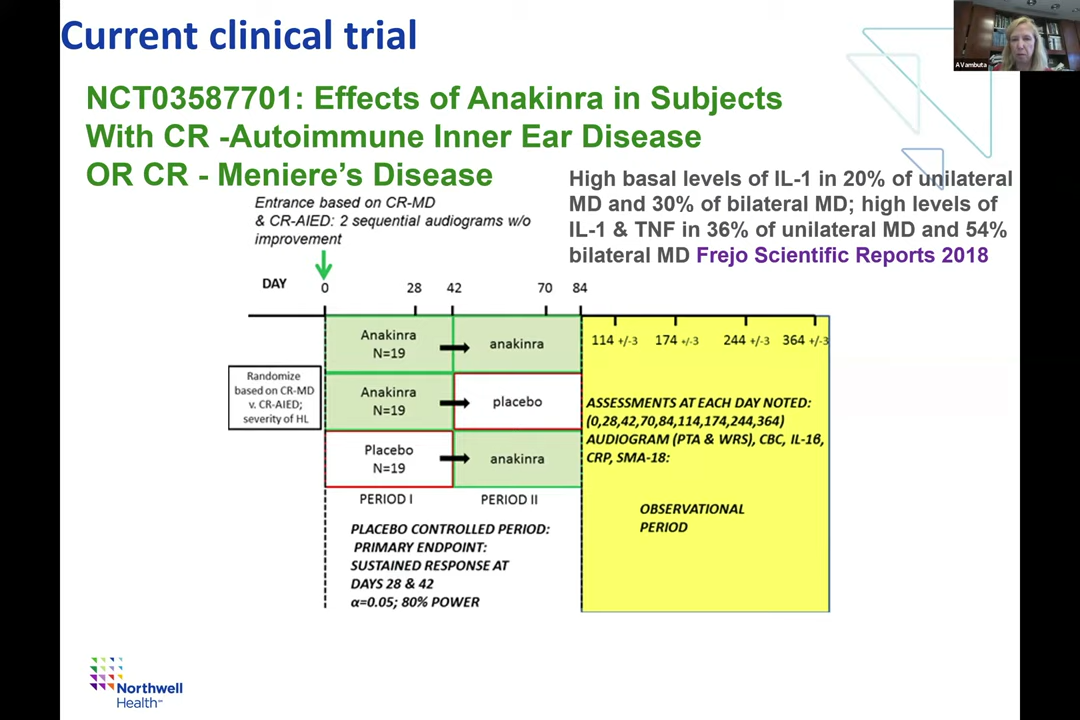 Current clinical trial
AVambuta
NCT03587701: Effects of Anakinra in Subjects
With CR -Autoimmune Inner Ear Disease
OR CR - Meniere's Disease
High basal levels of IL-1 in 20% of unilateral
MD and 30% of bilateral MD; high levels of
IL-1 & TNF in 36% of unilateral MD and 54%
bilateral MD Frejo Scientific Reports 2018
Entrance based on CR-MD
& CR-AIED: 2 sequential audiograms w/o
improvement
DAY 0 28 42 70 84
114 +/-3 174 +/-3 244 +/-3 364 +/-3
Randomize
based on CR-MD
v. CR-AIED;
severity of HL
Anakinra
N=19
anakinra
Anakinra
N=19
placebo
Placebo
N=19
anakinra
PERIOD I PERIOD II
PLACEBO CONTROLLED PERIOD:
PRIMARY ENDPOINT:
SUSTAINED RESPONSE AT
DAYS 28 & 42
α=0.05; 80% POWER
ASSESSMENTS AT EACH DAY NOTED:
(0,28,42,70,84,114,174,244,364)
AUDIOGRAM (PTA & WRS), CBC, IL-1β,
CRP, SMA-18:
OBSERVATIONAL
PERIOD
Northwell
Health℠